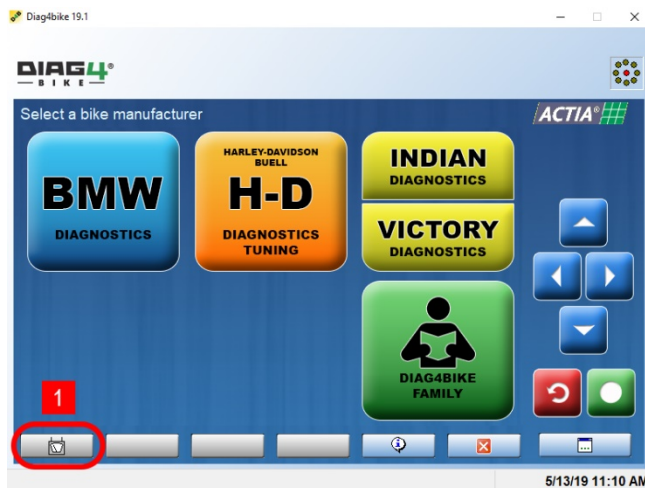 Diag4bike 19.1
DIAG4®
BIKE
Select a bike manufacturer
ACTIA®
BMW
DIAGNOSTICS
HARLEY-DAVIDSON
BUELL
H-D
DIAGNOSTICS
TUNING
INDIAN
DIAGNOSTICS
VICTORY
DIAGNOSTICS
DIAG4BIKE
FAMILY
1
5/13/19 11:10 AM